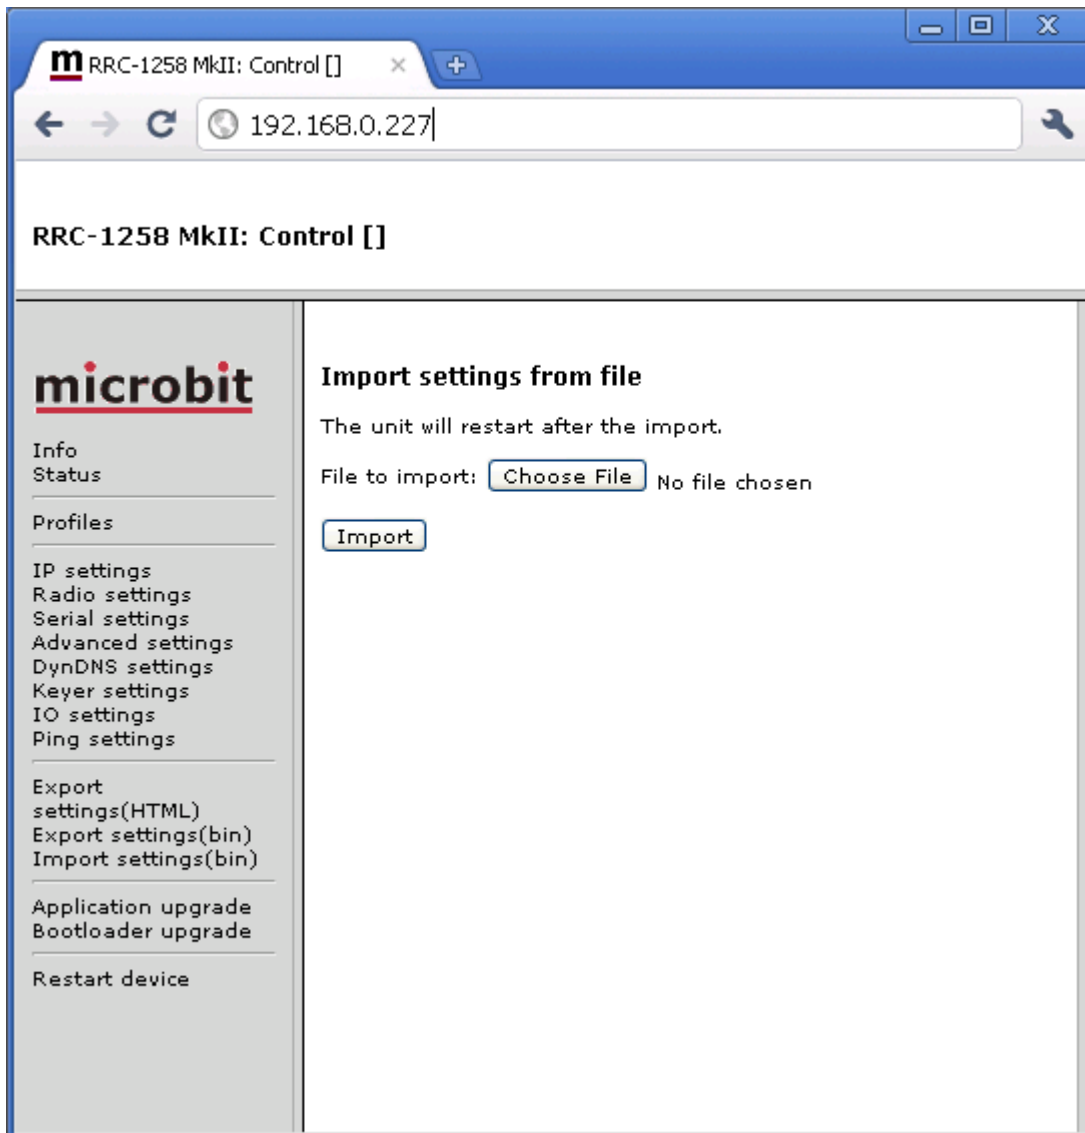 RRC-1258 MkII: Control []
192.168.0.227
RRC-1258 MkII: Control []
microbit
Info
Status
Profiles
IP settings
Radio settings
Serial settings
Advanced settings
DynDNS settings
Keyer settings
IO settings
Ping settings
Export
settings(HTML)
Export settings(bin)
Import settings(bin)
Application upgrade
Bootloader upgrade
Restart device
Import settings from file
The unit will restart after the import.
File to import: Choose File No file chosen
Import